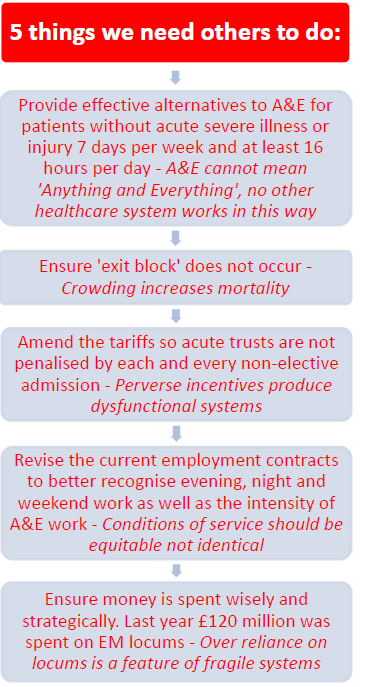 5 things we need others to do:
Provide effective alternatives to A&E for
patients without acute severe illness or
injury 7 days per week and at least 16
hours per day - A&E cannot mean
'Anything and Everything', no other
healthcare system works in this way
Ensure 'exit block' does not occur -
Crowding increases mortality
Amend the tariffs so acute trusts are not
penalised by each and every non-elective
admission - Perverse incentives produce
dysfunctional systems
Revise the current employment contracts
to better recognise evening, night and
weekend work as well as the intensity of
A&E work - Conditions of service should be
equitable not identical
Ensure money is spent wisely and
strategically. Last year £120 million was
spent on EM locums - Over reliance on
locums is a feature of fragile systems